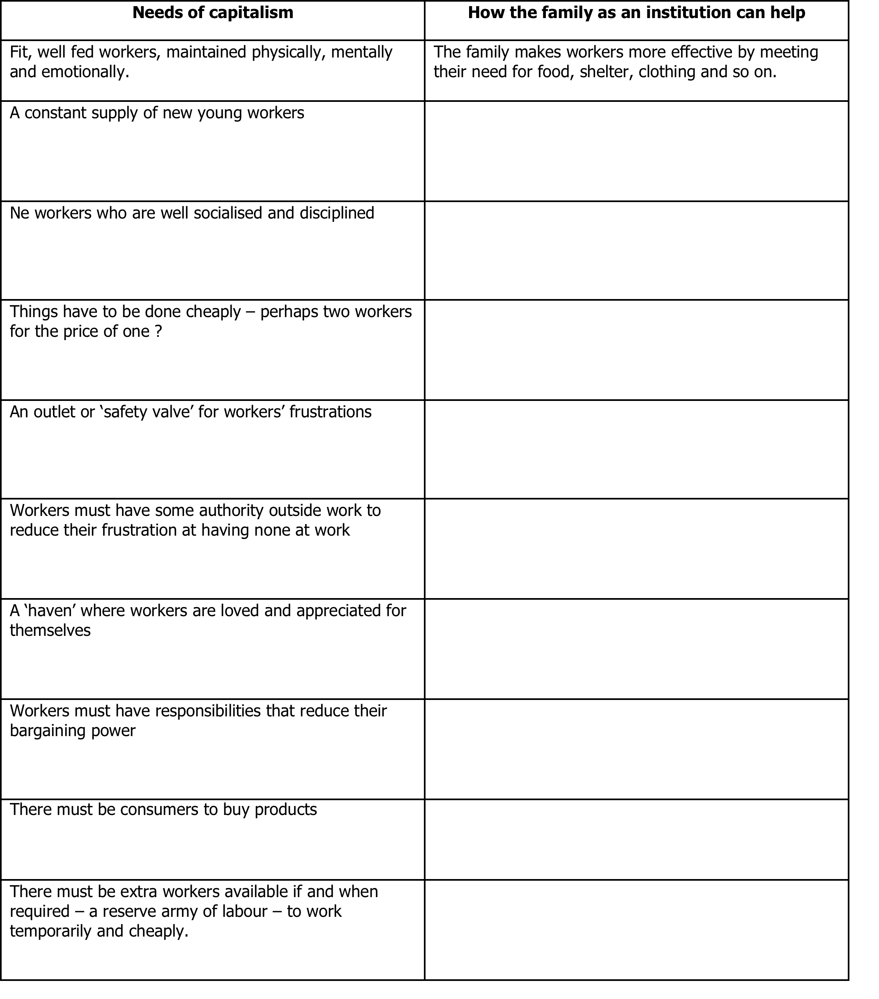 Needs of capitalism
How the family as an institution can help
Fit, well fed workers, maintained physically, mentally
and emotionally.
The family makes workers more effective by meeting
their need for food, shelter, clothing and so on.
A constant supply of new young workers
Ne workers who are well socialised and disciplined
Things have to be done cheaply – perhaps two workers
for the price of one ?
An outlet or ‘safety valve’ for workers’ frustrations
Workers must have some authority outside work to
reduce their frustration at having none at work
A ‘haven’ where workers are loved and appreciated for
themselves
Workers must have responsibilities that reduce their
bargaining power
There must be consumers to buy products
There must be extra workers available if and when
required – a reserve army of labour – to work
temporarily and cheaply.